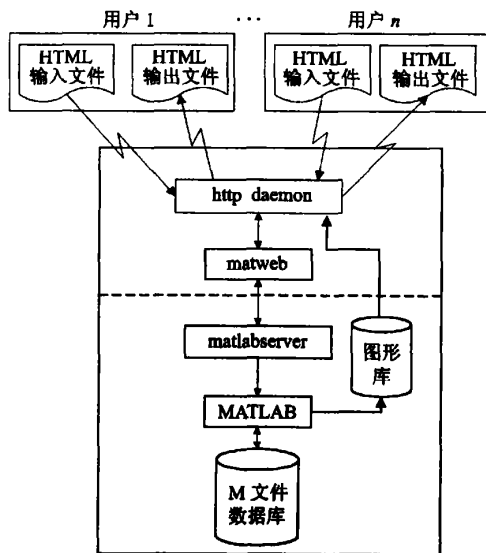 用户 1 ··· 用户 n
HTML
输入文件
HTML
输出文件
HTML
输入文件
HTML
输出文件
http daemon
matweb
matlabserver
图形
库
MATLAB
M 文件
数据库